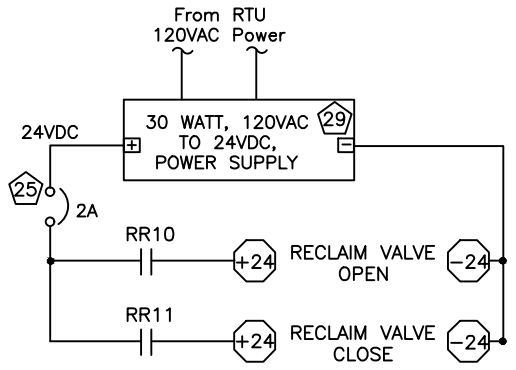 From RTU
120VAC Power
30 WATT, 120VAC
TO 24VDC,
POWER SUPPLY
29
24VDC
+
−
25
2A
RR10
+24
RECLAIM VALVE
OPEN
−24
RR11
+24
RECLAIM VALVE
CLOSE
−24